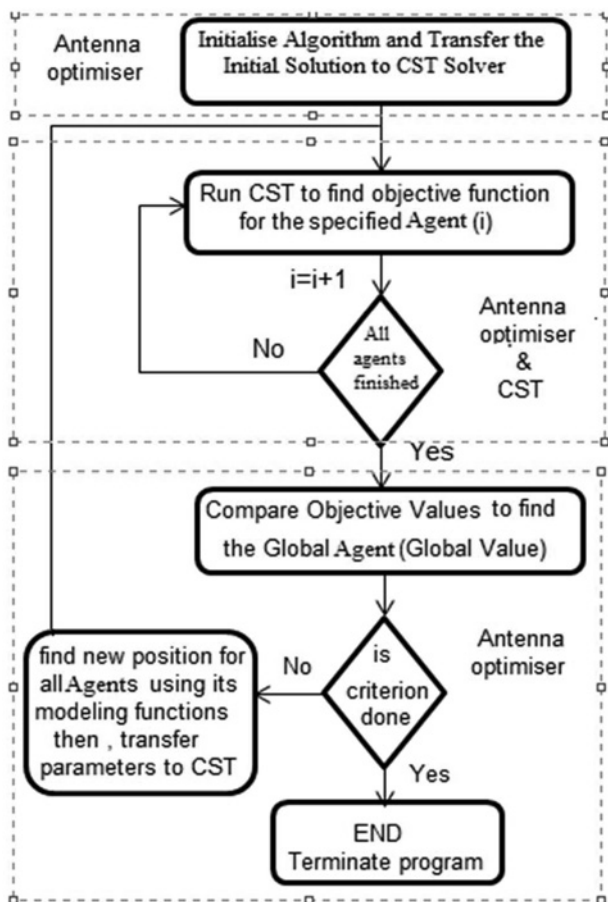 Antenna
optimiser
Initialise Algorithm and Transfer the
Initial Solution to CST Solver
Run CST to find objective function
for the specified Agent (i)
i=i+1
All
agents
finished
No
Antenna
optimiser
&
CST
Yes
Compare Objective Values to find
the Global Agent (Global Value)
is
criterion
done
No
Antenna
optimiser
find new position for
all Agents using its
modeling functions
then , transfer
parameters to CST
Yes
END
Terminate program